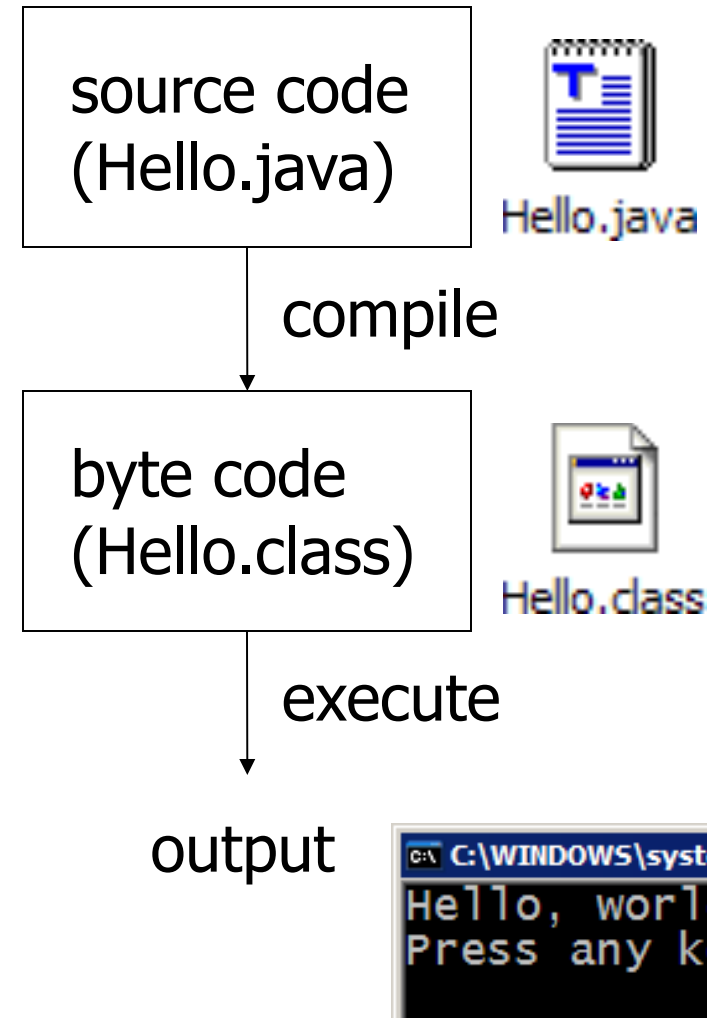 source code
(Hello.java)
Hello.java
compile
byte code
(Hello.class)
Hello.class
execute
output
C:\ C:\WINDOWS\syst
Hello, worl
Press any k